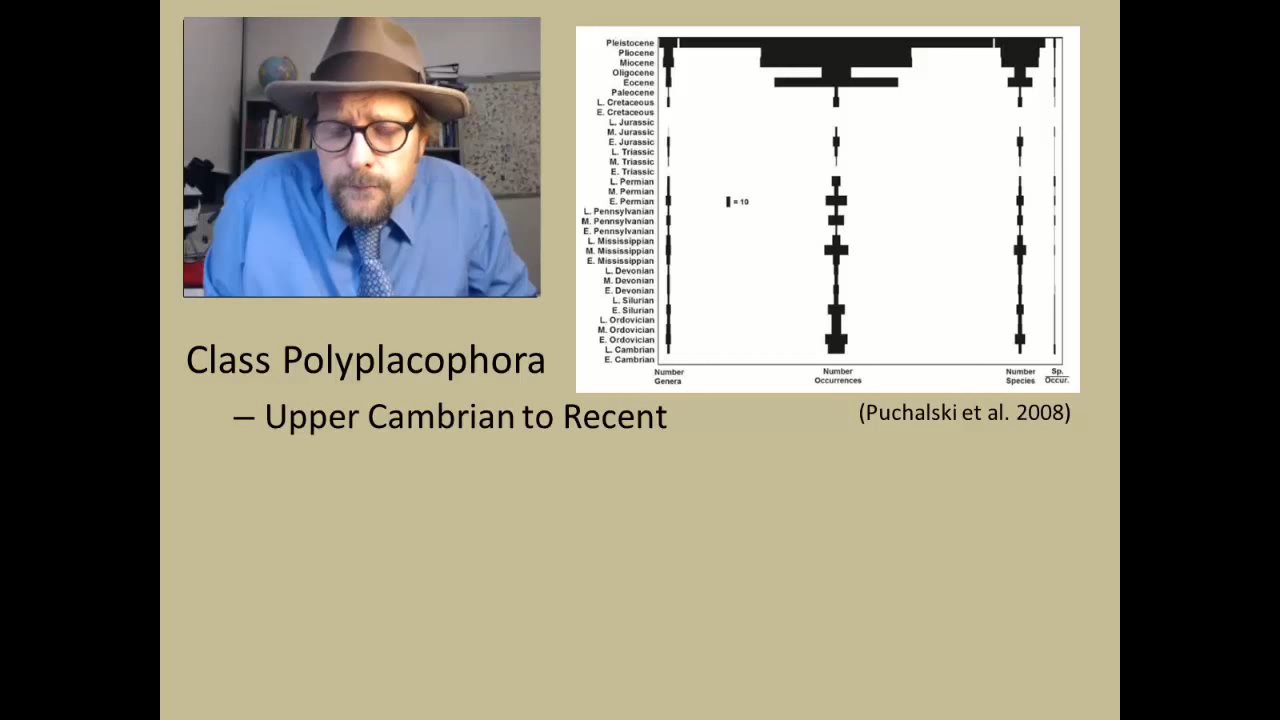 Pleistocene
Pliocene
Miocene
Oligocene
Eocene
Paleocene
L. Cretaceous
E. Cretaceous
L. Jurassic
M. Jurassic
E. Jurassic
L. Triassic
M. Triassic
E. Triassic
L. Permian
M. Permian
E. Permian
= 10
L. Pennsylvanian
M. Pennsylvanian
E. Pennsylvanian
L. Mississippian
M. Mississippian
E. Mississippian
L. Devonian
M. Devonian
E. Devonian
L. Silurian
E. Silurian
L. Ordovician
M. Ordovician
E. Ordovician
L. Cambrian
E. Cambrian
Number
Genera
Number
Occurrences
Number
Species
Sp.
Occur.
Class Polyplacophora
– Upper Cambrian to Recent
(Puchalski et al. 2008)